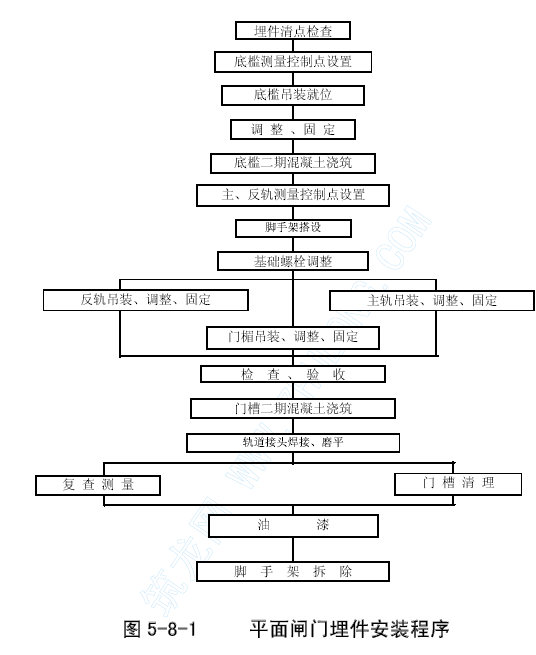 埋件清点检查
底槛测量控制点设置
底槛吊装就位
调 整 、固 定
底槛二期混凝土浇筑
主、反轨测量控制点设置
脚手架搭设
基础螺栓调整
反轨吊装、调整、固定
主轨吊装、调整、固定
门楣吊装、调整、固定
检 查 、 验 收
门槽二期混凝土浇筑
轨道接头焊接、磨平
复 查 测 量
门 槽 清 理
油 漆
脚 手 架 拆 除
图 5-8-1 平面闸门埋件安装程序